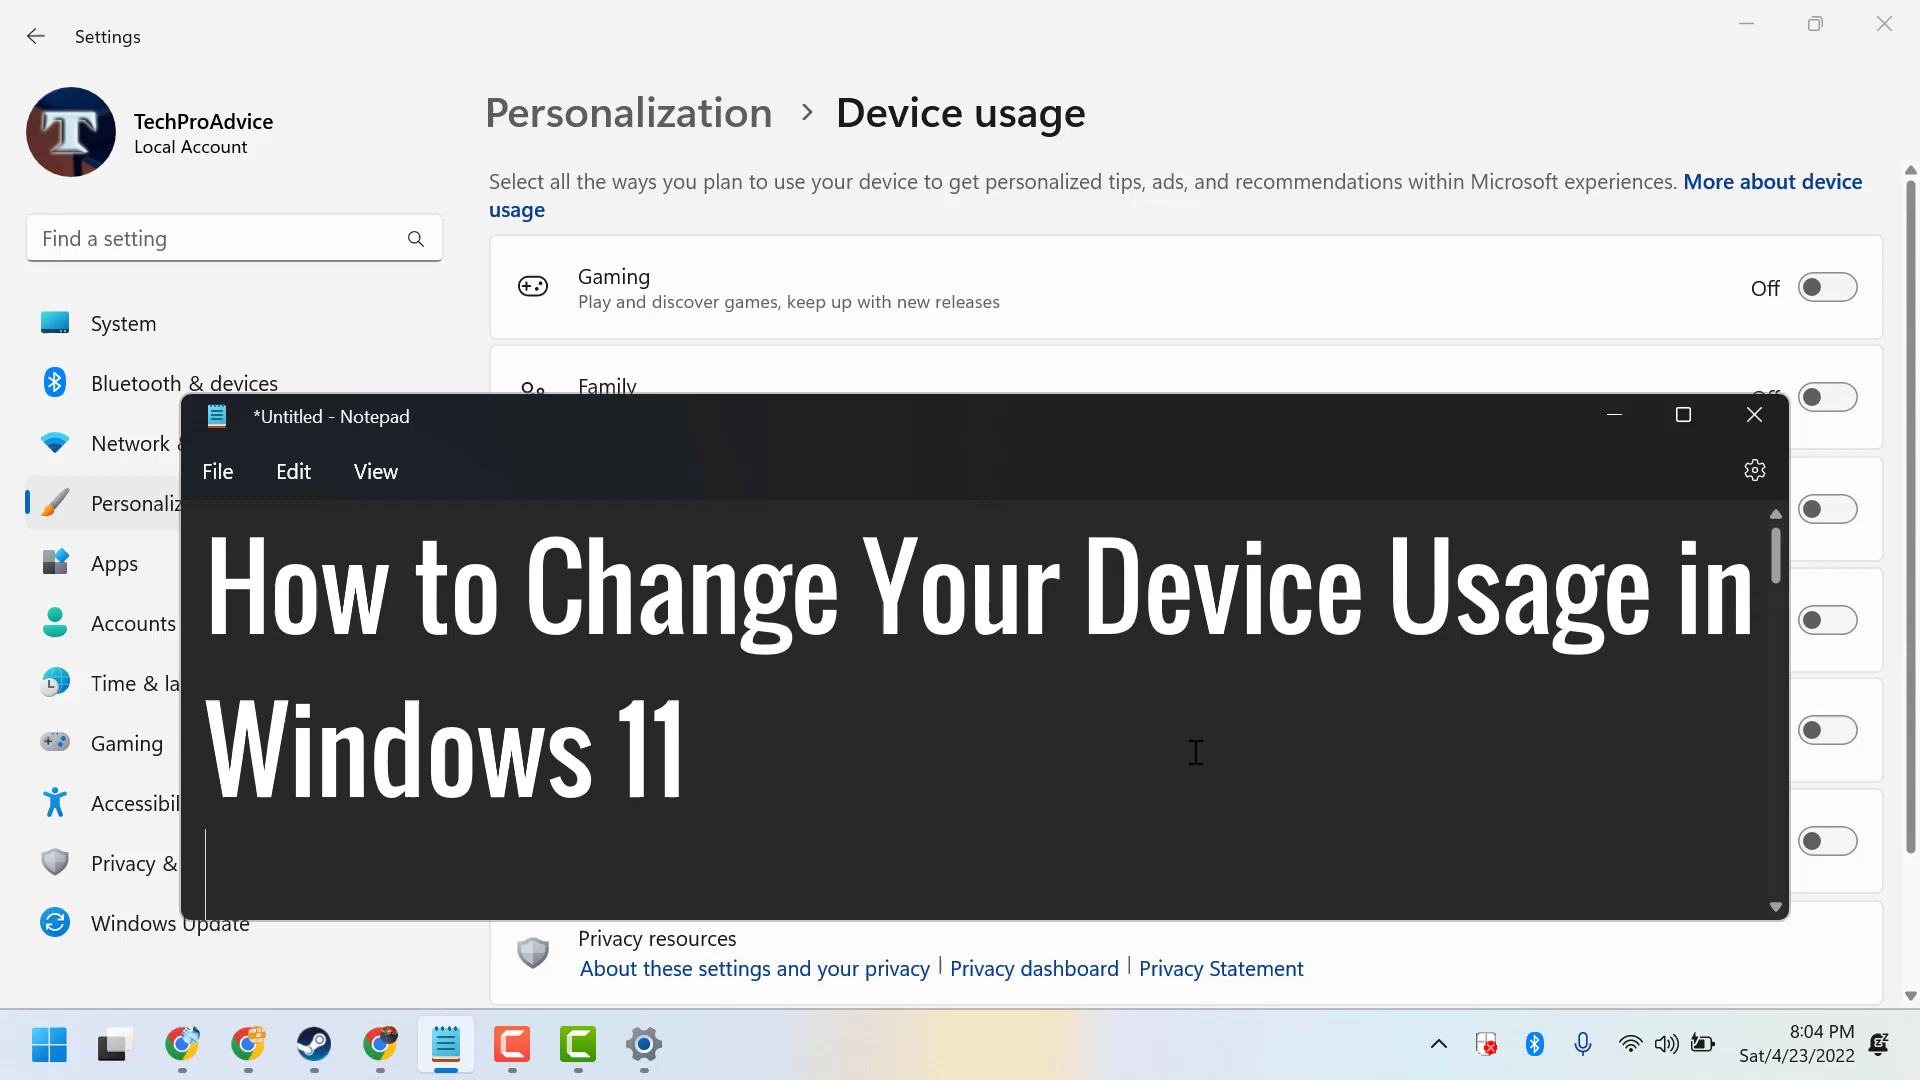 Settings
TechProAdvice
Local Account
Find a setting
System
Bluetooth & devices
Network &
Personaliz
Apps
Accounts
Time & la
Gaming
Accessibil
Privacy &
Windows Update
Personalization > Device usage
Select all the ways you plan to use your device to get personalized tips, ads, and recommendations within Microsoft experiences. More about device
usage
Gaming
Play and discover games, keep up with new releases
Off
Family
Off
*Untitled - Notepad
File Edit View
How to Change Your Device Usage in
Windows 11
Privacy resources
About these settings and your privacy | Privacy dashboard | Privacy Statement
8:04 PM
Sat/4/23/2022